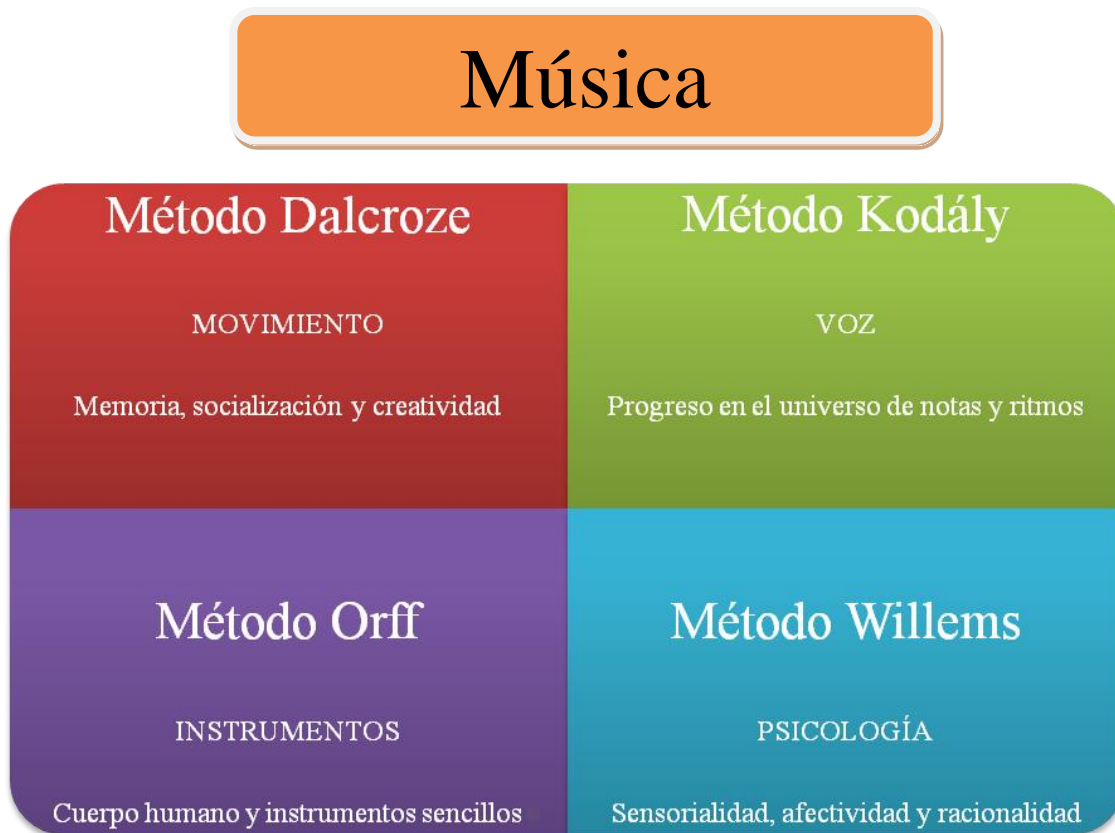 Música
Método Dalcroze
MOVIMIENTO
Memoria, socialización y creatividad
Método Kodály
VOZ
Progreso en el universo de notas y ritmos
Método Orff
INSTRUMENTOS
Cuerpo humano y instrumentos sencillos
Método Willems
PSICOLOGÍA
Sensorialidad, afectividad y racionalidad